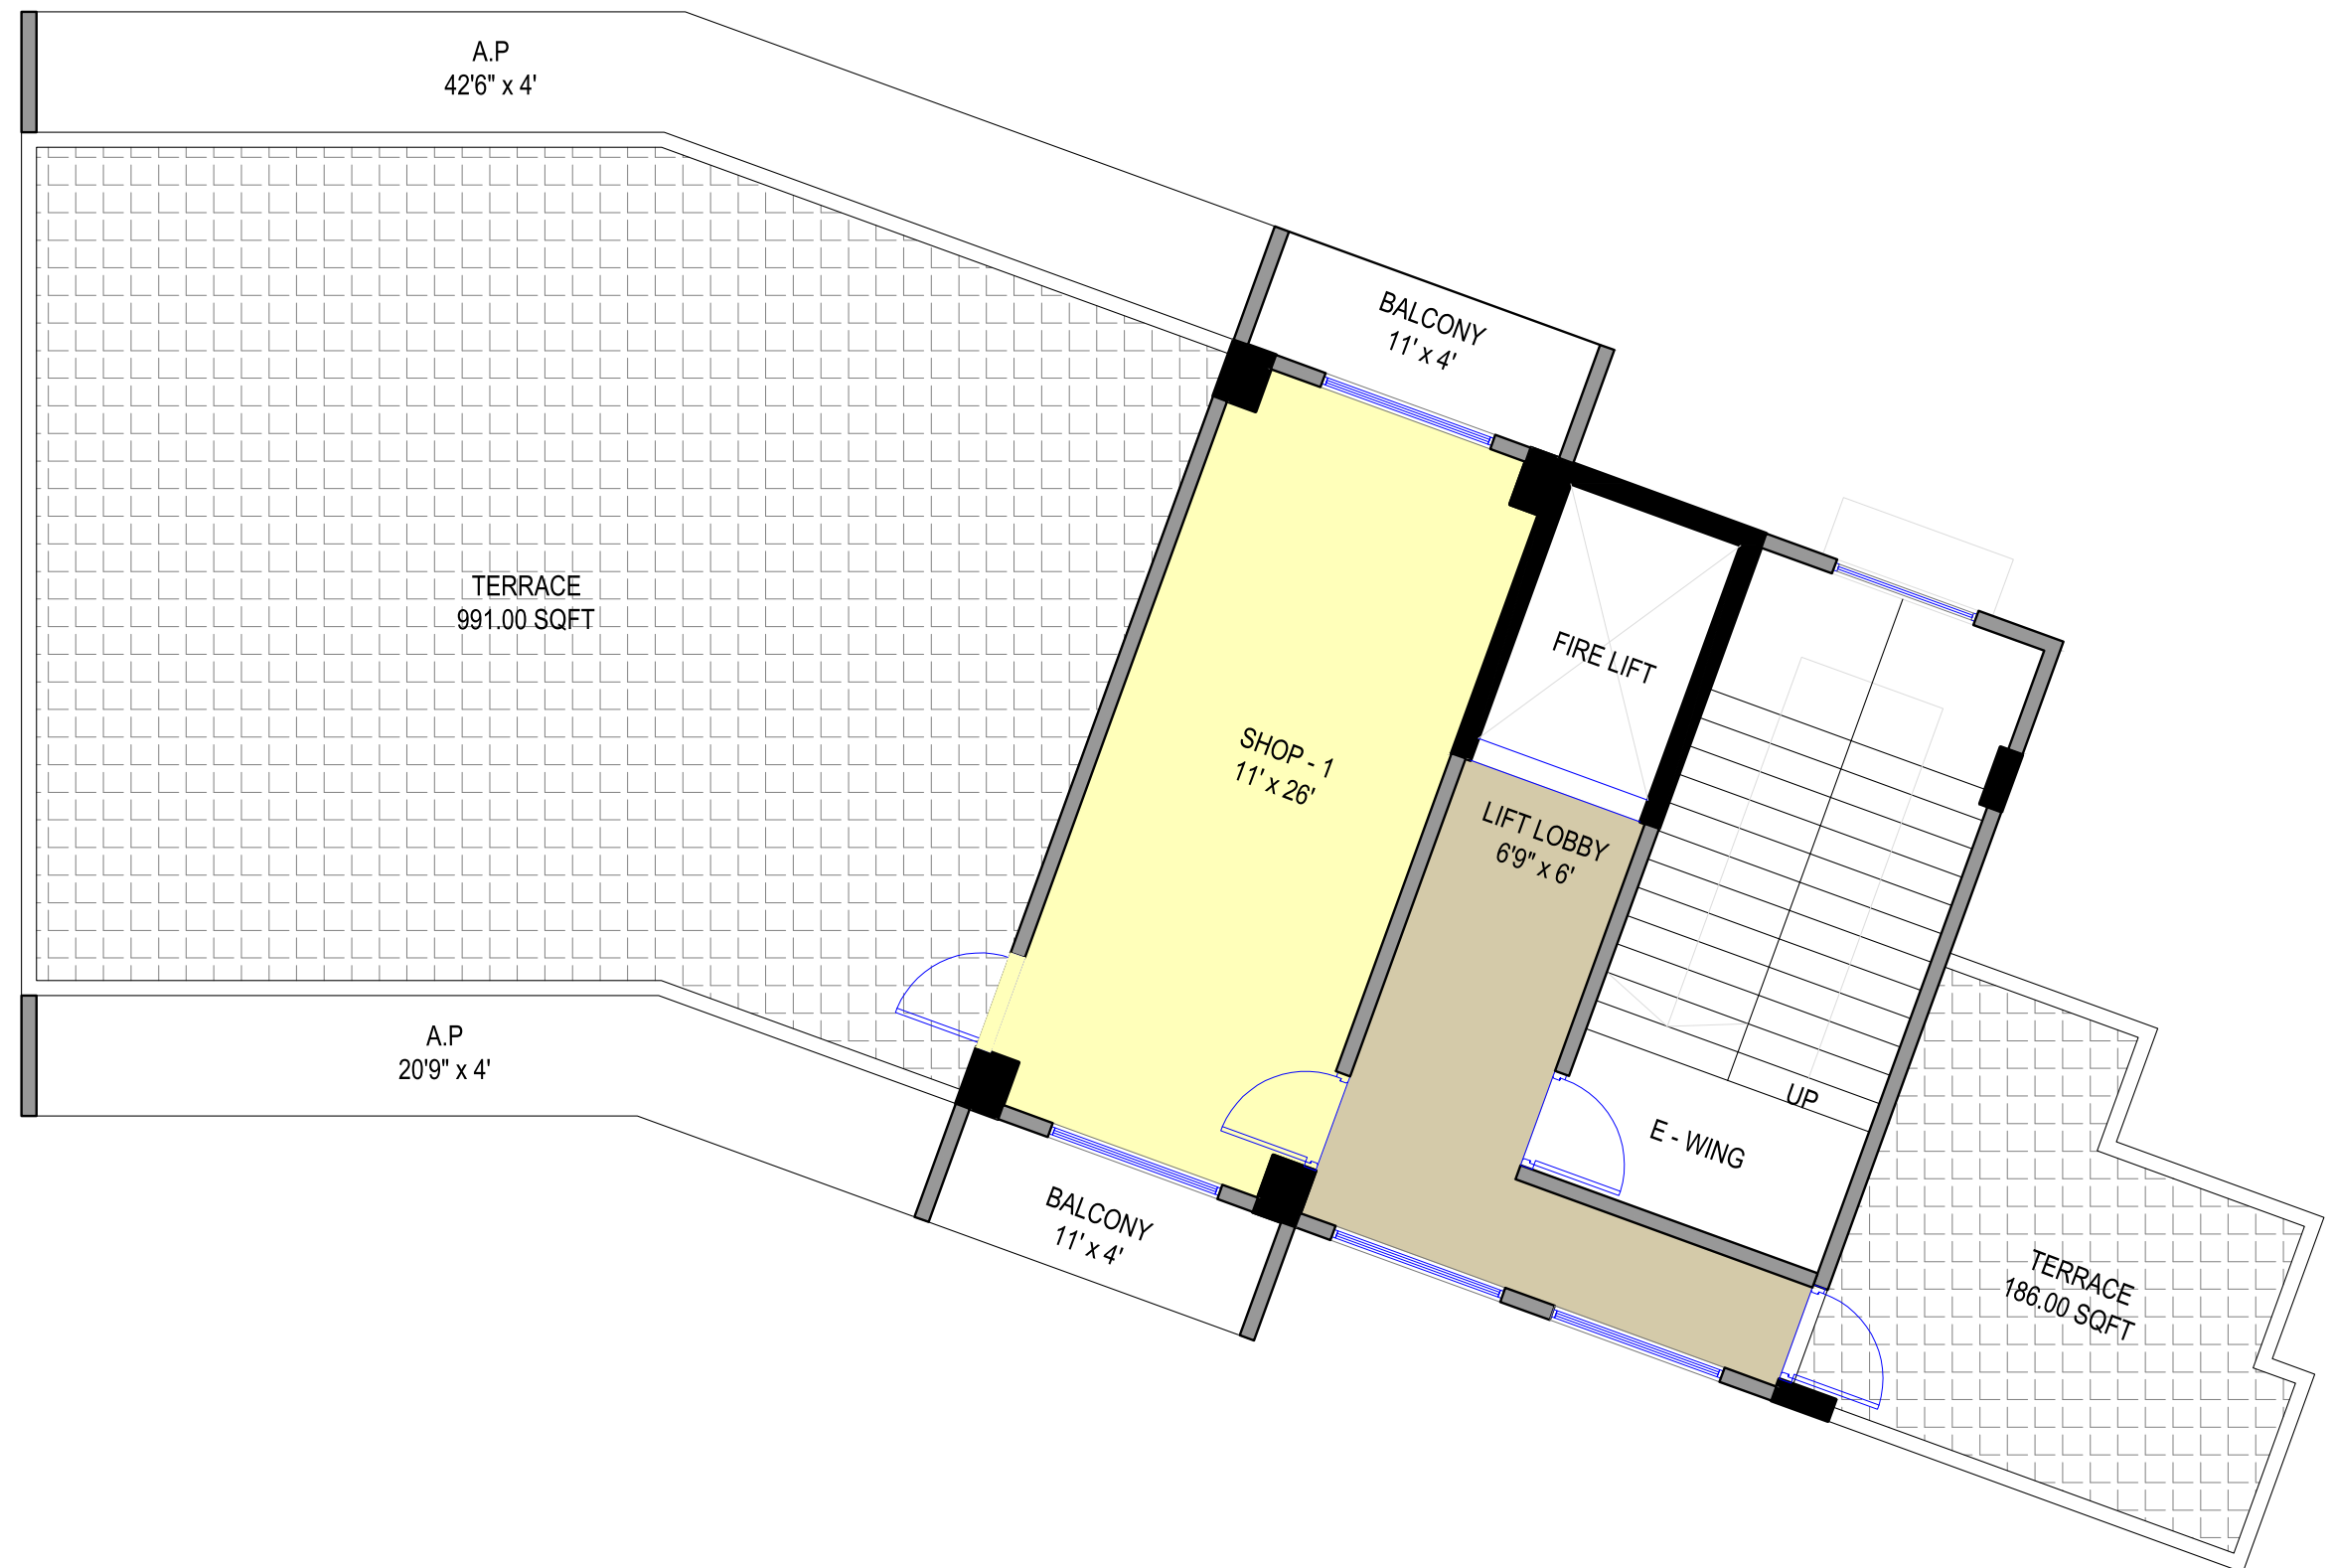 A.P
42'6" x 4'
BALCONY
11' x 4'
TERRACE
991.00 SQFT
FIRE LIFT
SHOP - 1
11' x 26'
LIFT LOBBY
6'9" x 6'
A.P
20'9" x 4'
UP
E - WING
BALCONY
11' x 4'
TERRACE
186.00 SQFT